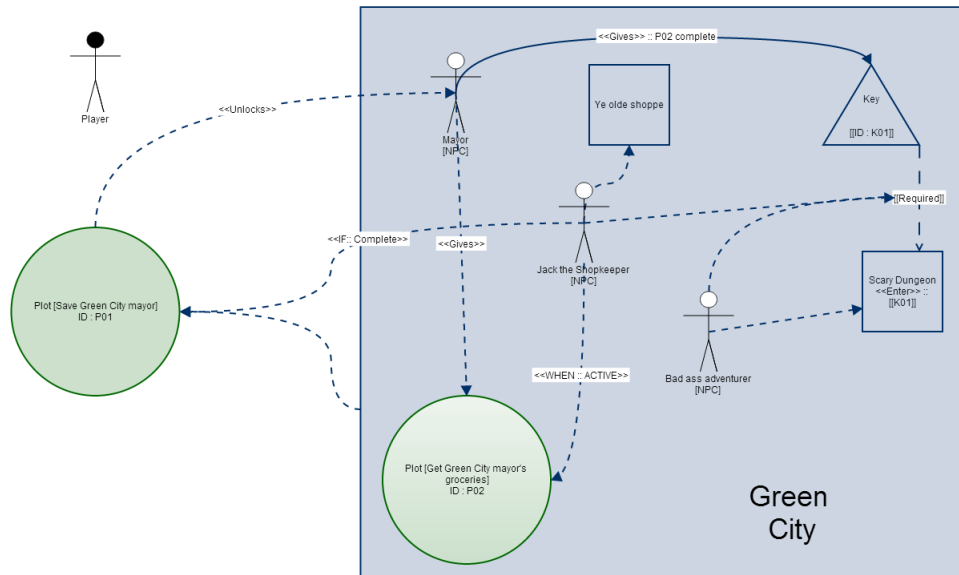 <<Gives>> :: P02 complete
Player
<<Unlocks>>
Mayor
[NPC]
Ye olde shoppe
Key
[[ID : K01]]
[[Required]]
<<IF:: Complete>>
<<Gives>>
Jack the Shopkeeper
[NPC]
Scary Dungeon
<<Enter>> ::
[[K01]]
Plot [Save Green City mayor]
ID : P01
<<WHEN :: ACTIVE>>
Bad ass adventurer
[NPC]
Plot [Get Green City mayor's
groceries]
ID : P02
Green
City